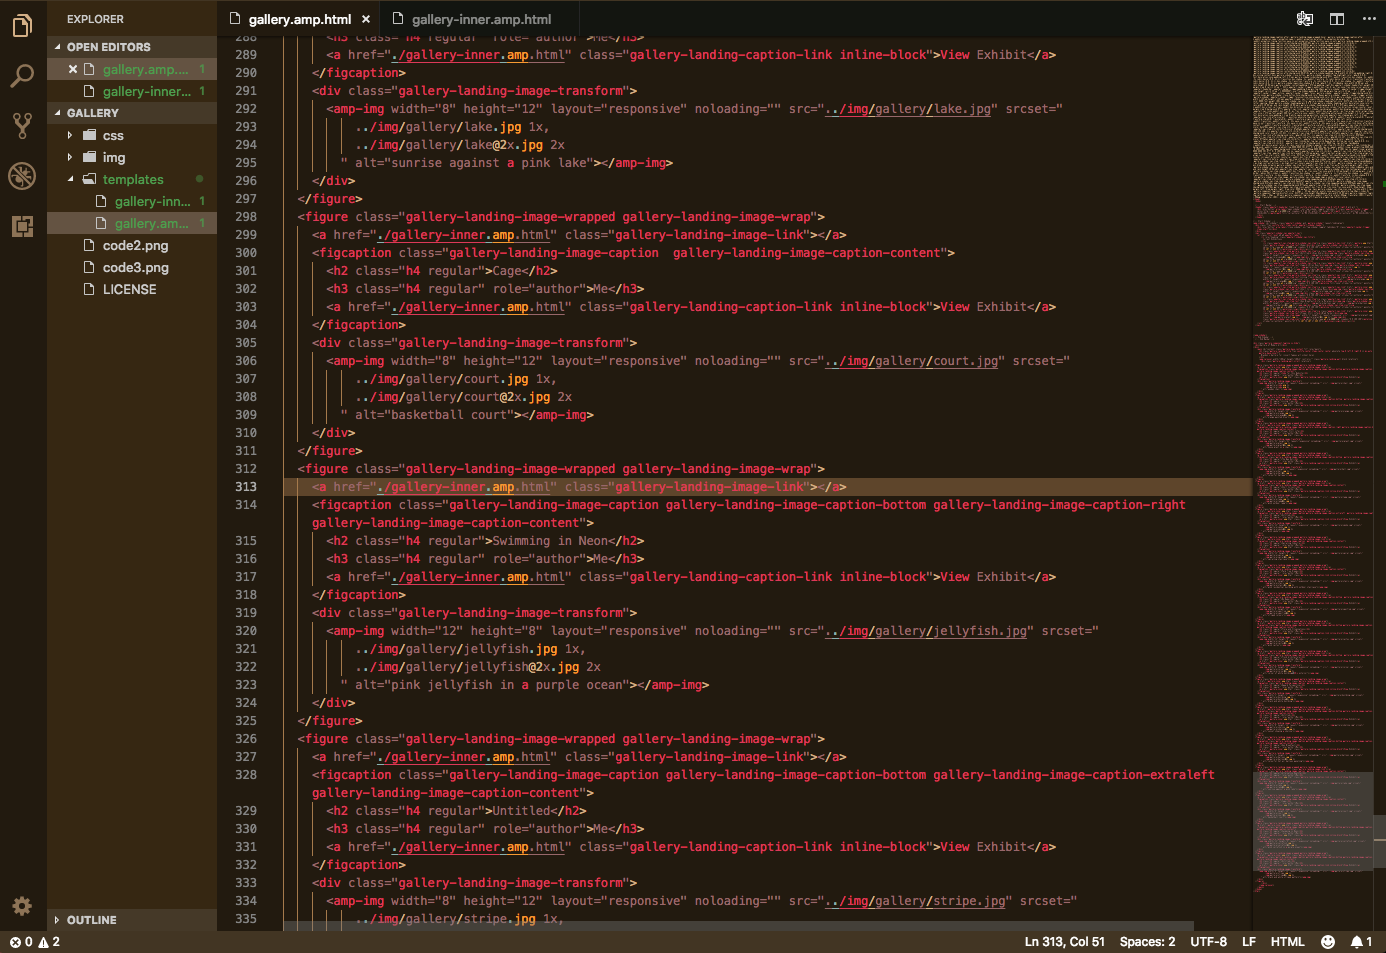 EXPLORER
OPEN EDITORS
gallery.amp.... 1
gallery-inner... 1
GALLERY
css
img
templates
gallery-inn... 1
gallery.am... 1
code2.png
code3.png
LICENSE
OUTLINE
gallery.amp.html
gallery-inner.amp.html
288 <h3 class="h4 regular" role="author">Me</h3>
289 <a href="./gallery-inner.amp.html" class="gallery-landing-caption-link inline-block">View Exhibit</a>
290 </figcaption>
291 <div class="gallery-landing-image-transform">
292 <amp-img width="8" height="12" layout="responsive" noloading="" src="../img/gallery/lake.jpg" srcset="
293 ../img/gallery/lake.jpg 1x,
294 ../img/gallery/lake@2x.jpg 2x
295 " alt="sunrise against a pink lake"></amp-img>
296 </div>
297 </figure>
298 <figure class="gallery-landing-image-wrapped gallery-landing-image-wrap">
299 <a href="./gallery-inner.amp.html" class="gallery-landing-image-link"></a>
300 <figcaption class="gallery-landing-image-caption  gallery-landing-image-caption-content">
301 <h2 class="h4 regular">Cage</h2>
302 <h3 class="h4 regular" role="author">Me</h3>
303 <a href="./gallery-inner.amp.html" class="gallery-landing-caption-link inline-block">View Exhibit</a>
304 </figcaption>
305 <div class="gallery-landing-image-transform">
306 <amp-img width="8" height="12" layout="responsive" noloading="" src="../img/gallery/court.jpg" srcset="
307 ../img/gallery/court.jpg 1x,
308 ../img/gallery/court@2x.jpg 2x
309 " alt="basketball court"></amp-img>
310 </div>
311 </figure>
312 <figure class="gallery-landing-image-wrapped gallery-landing-image-wrap">
313 <a href="./gallery-inner.amp.html" class="gallery-landing-image-link"></a>
314 <figcaption class="gallery-landing-image-caption gallery-landing-image-caption-bottom gallery-landing-image-caption-right
gallery-landing-image-caption-content">
315 <h2 class="h4 regular">Swimming in Neon</h2>
316 <h3 class="h4 regular" role="author">Me</h3>
317 <a href="./gallery-inner.amp.html" class="gallery-landing-caption-link inline-block">View Exhibit</a>
318 </figcaption>
319 <div class="gallery-landing-image-transform">
320 <amp-img width="12" height="8" layout="responsive" noloading="" src="../img/gallery/jellyfish.jpg" srcset="
321 ../img/gallery/jellyfish.jpg 1x,
322 ../img/gallery/jellyfish@2x.jpg 2x
323 " alt="pink jellyfish in a purple ocean"></amp-img>
324 </div>
325 </figure>
326 <figure class="gallery-landing-image-wrapped gallery-landing-image-wrap">
327 <a href="./gallery-inner.amp.html" class="gallery-landing-image-link"></a>
328 <figcaption class="gallery-landing-image-caption gallery-landing-image-caption-bottom gallery-landing-image-caption-extraleft
gallery-landing-image-caption-content">
329 <h2 class="h4 regular">Untitled</h2>
330 <h3 class="h4 regular" role="author">Me</h3>
331 <a href="./gallery-inner.amp.html" class="gallery-landing-caption-link inline-block">View Exhibit</a>
332 </figcaption>
333 <div class="gallery-landing-image-transform">
334 <amp-img width="8" height="12" layout="responsive" noloading="" src="../img/gallery/stripe.jpg" srcset="
335 ../img/gallery/stripe.jpg 1x,
0 2 Ln 313, Col 51 Spaces: 2 UTF-8 LF HTML 1